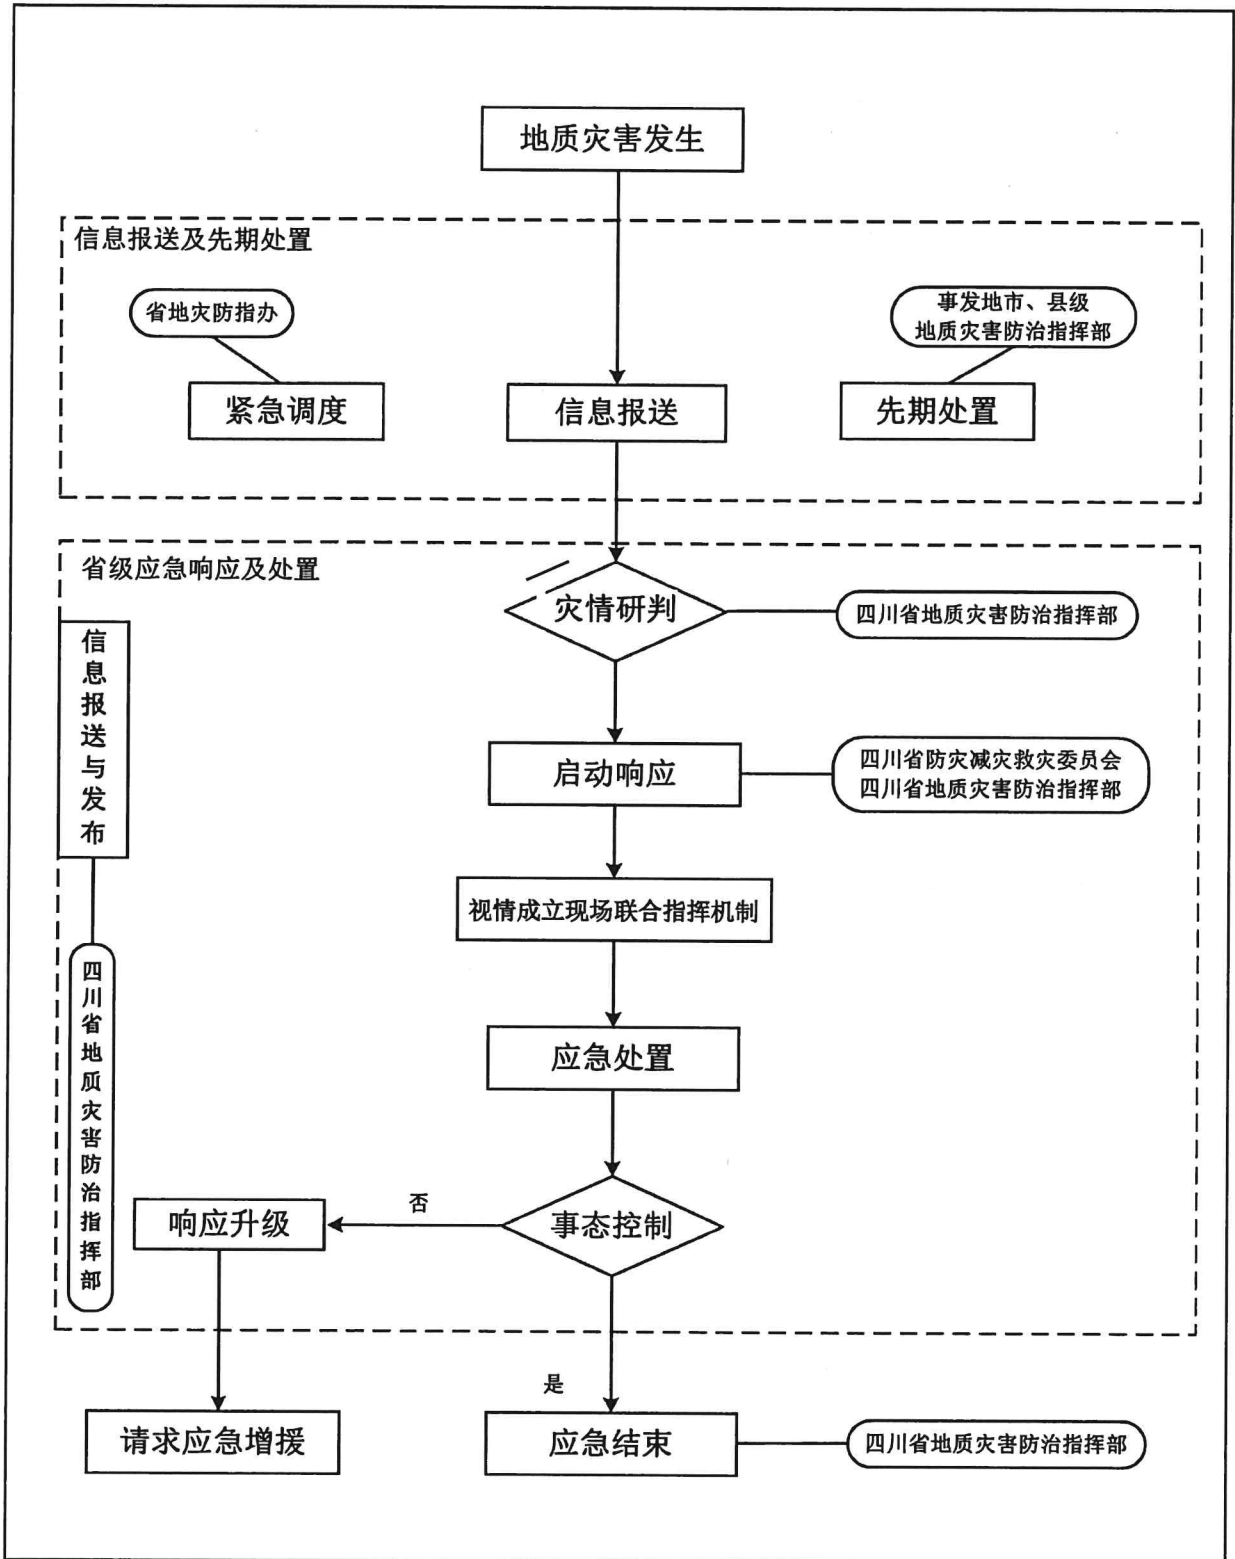 地质灾害发生
信息报送及先期处置
省地灾防指办
事发地市、县级
地质灾害防治指挥部
紧急调度
信息报送
先期处置
省级应急响应及处置
灾情研判
四川省地质灾害防治指挥部
信息报送与发布
启动响应
四川省防灾减灾救灾委员会
四川省地质灾害防治指挥部
视情成立现场联合指挥机制
四川省地质灾害防治指挥部
应急处置
响应升级
否
事态控制
是
请求应急增援
应急结束
四川省地质灾害防治指挥部